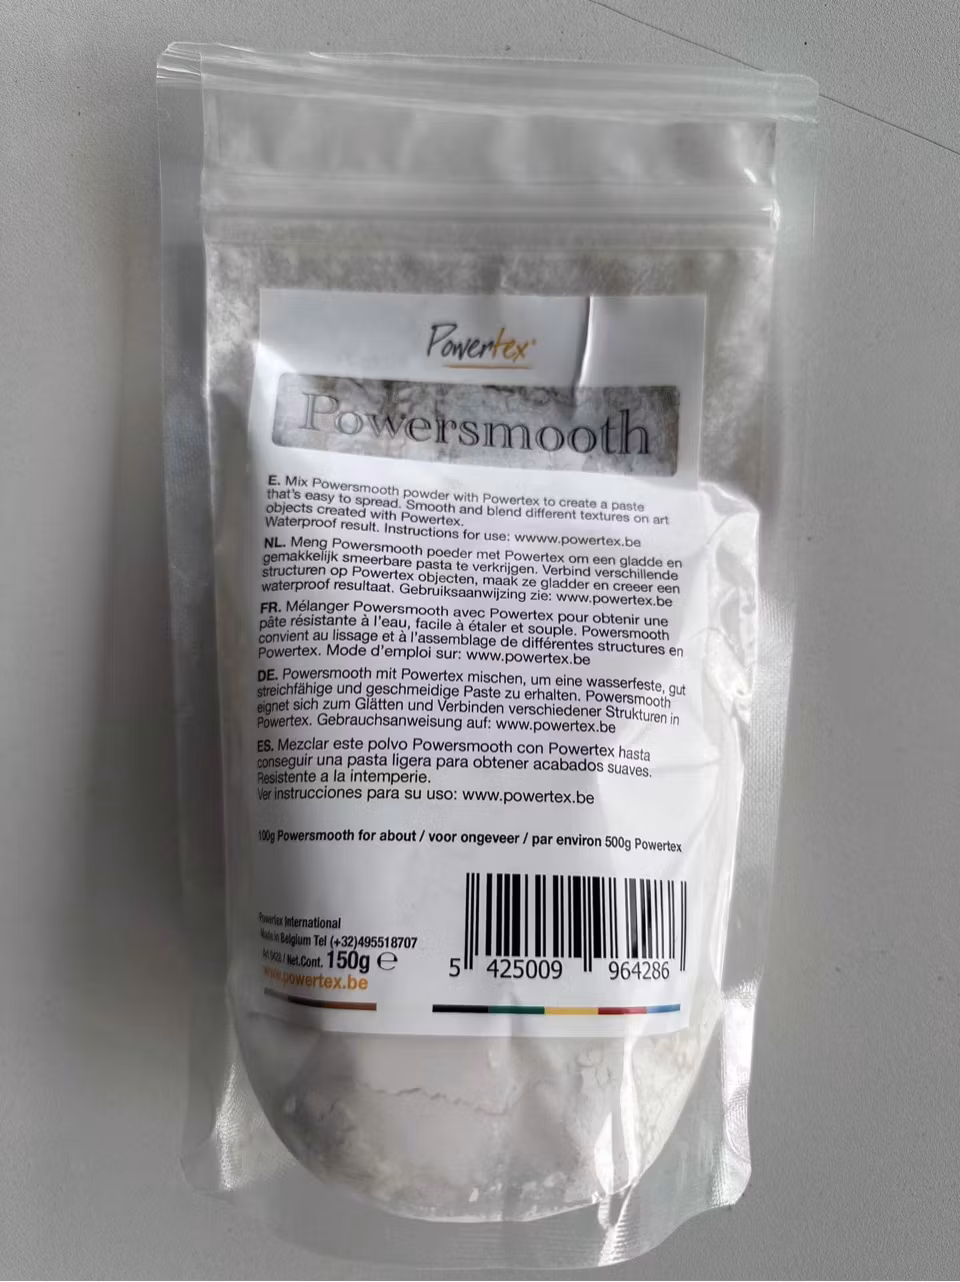 Powertex®
Powersmooth
E. Mix Powersmooth powder with Powertex to create a paste
that's easy to spread. Smooth and blend different textures on art
objects created with Powertex.
Waterproof result. Instructions for use: wwww.powertex.be
NL. Meng Powersmooth poeder met Powertex om een gladde en
gemakkelijk smeerbare pasta te verkrijgen. Verbind verschillende
structuren op Powertex objecten, maak ze gladder en creeer een
waterproof resultaat. Gebruiksaanwijzing zie: www.powertex.be
FR. Mélanger Powersmooth avec Powertex pour obtenir une
pâte résistante à l'eau, facile à étaler et souple. Powersmooth
convient au lissage et à l'assemblage de différentes structures en
Powertex. Mode d'emploi sur: www.powertex.be
DE. Powersmooth mit Powertex mischen, um eine wasserfeste, gut
streichfähige und geschmeidige Paste zu erhalten. Powersmooth
eignet sich zum Glätten und Verbinden verschiedener Strukturen in
Powertex. Gebrauchsanweisung auf: www.powertex.be
ES. Mezclar este polvo Powersmooth con Powertex hasta
conseguir una pasta ligera para obtener acabados suaves.
Resistente a la intemperie.
Ver instrucciones para su uso: www.powertex.be
100g Powersmooth for about / voor ongeveer / par environ 500g Powertex
Powertex International
Made in Belgium Tel (+32)495518707
/ Net.Cont. 150g ℮
www.powertex.be
5 425009 964286